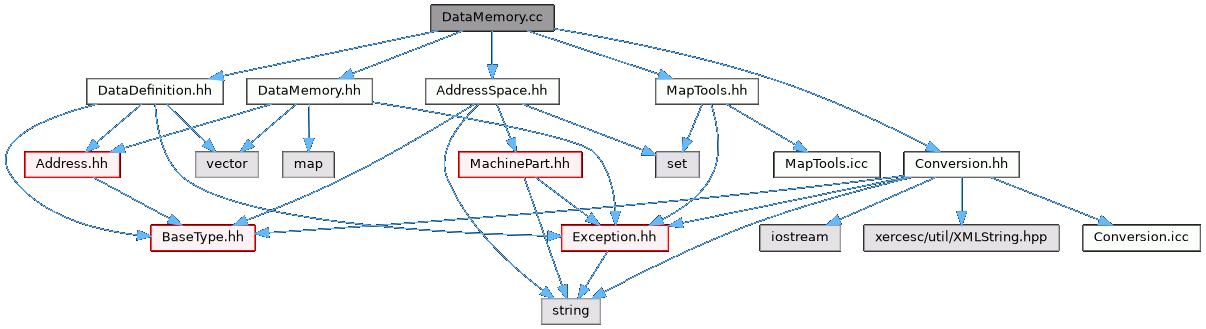 DataMemory.cc
DataDefinition.hh
DataMemory.hh
AddressSpace.hh
MapTools.hh
Address.hh
vector
map
MachinePart.hh
set
MapTools.icc
Conversion.hh
BaseType.hh
Exception.hh
iostream
xercesc/util/XMLString.hpp
Conversion.icc
string